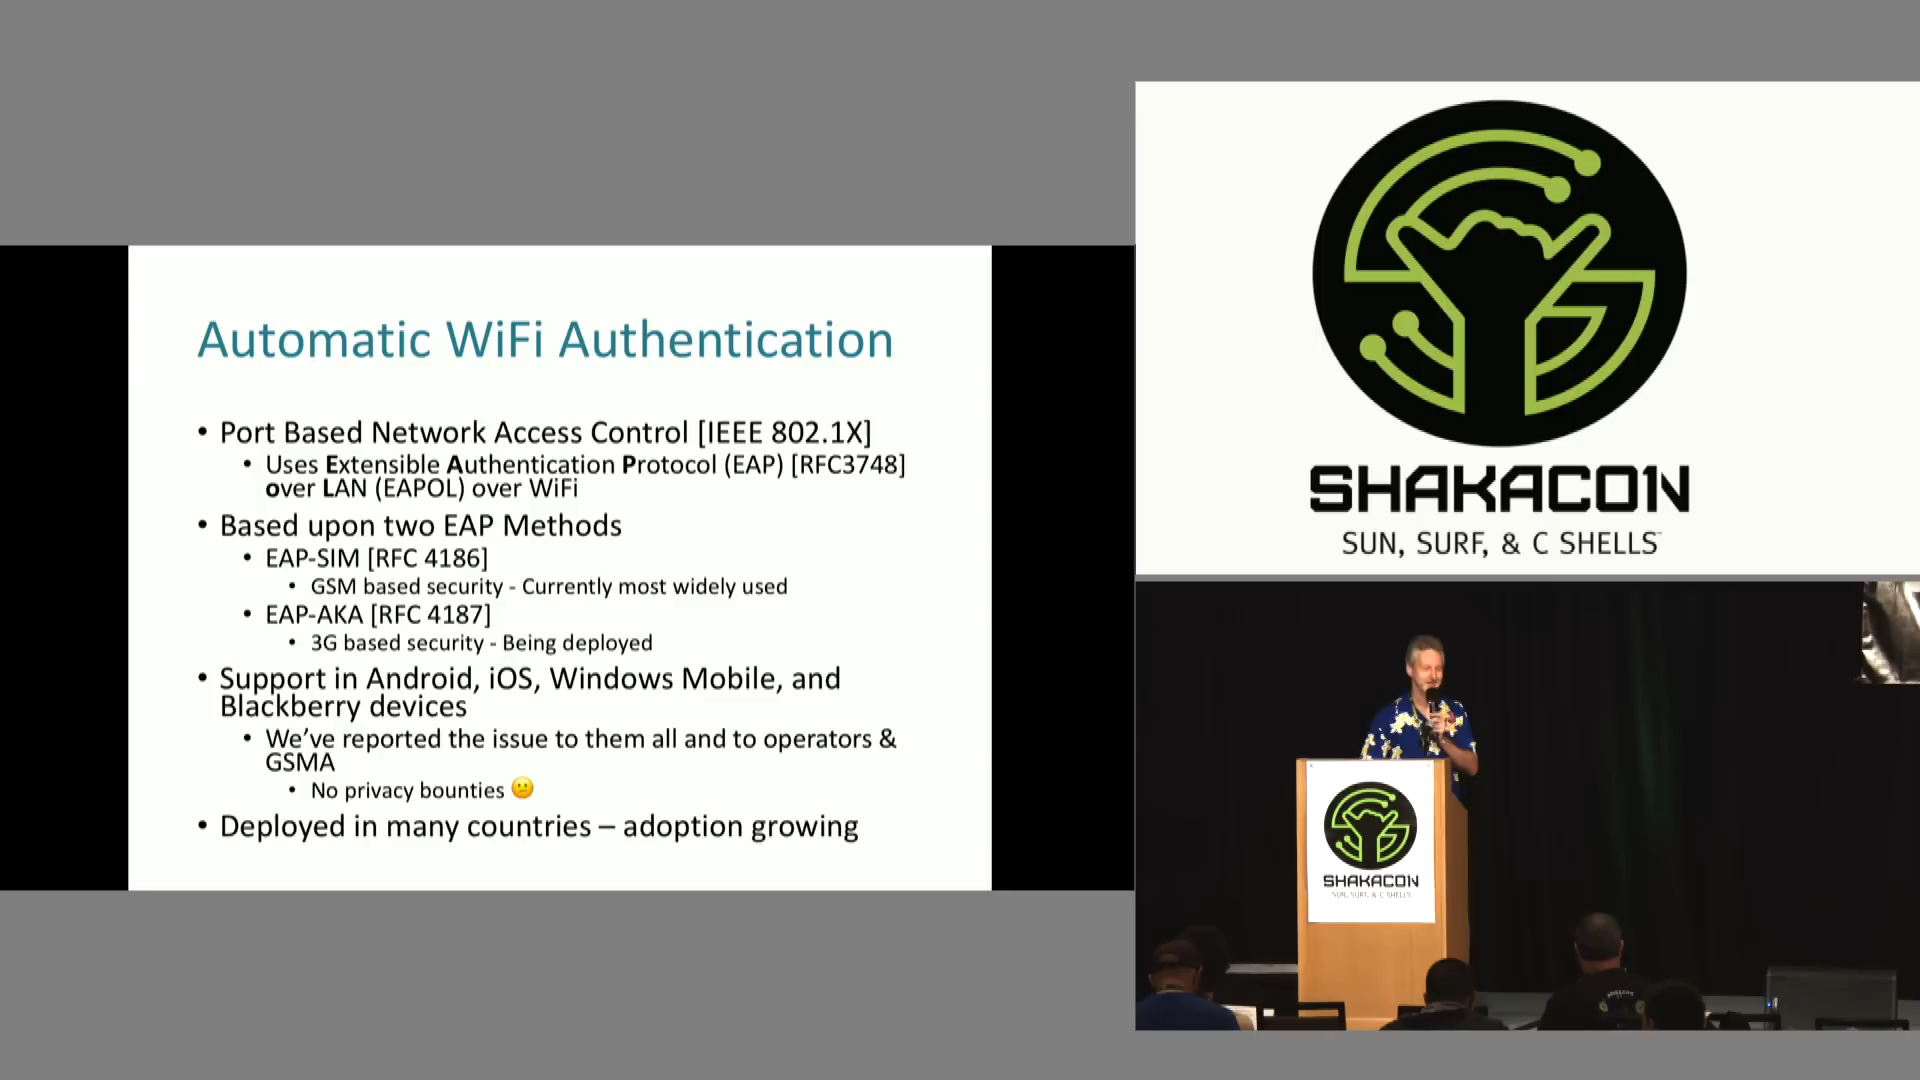 Automatic WiFi Authentication
• Port Based Network Access Control [IEEE 802.1X]
• Uses Extensible Authentication Protocol (EAP) [RFC3748]
over LAN (EAPOL) over WiFi
• Based upon two EAP Methods
• EAP-SIM [RFC 4186]
• GSM based security - Currently most widely used
• EAP-AKA [RFC 4187]
• 3G based security - Being deployed
• Support in Android, iOS, Windows Mobile, and
Blackberry devices
• We've reported the issue to them all and to operators &
GSMA
• No privacy bounties 😕
• Deployed in many countries – adoption growing
SHAKACON
SUN, SURF, & C SHELLS
SHAKACON
SUN, SURF, & C SHELLS